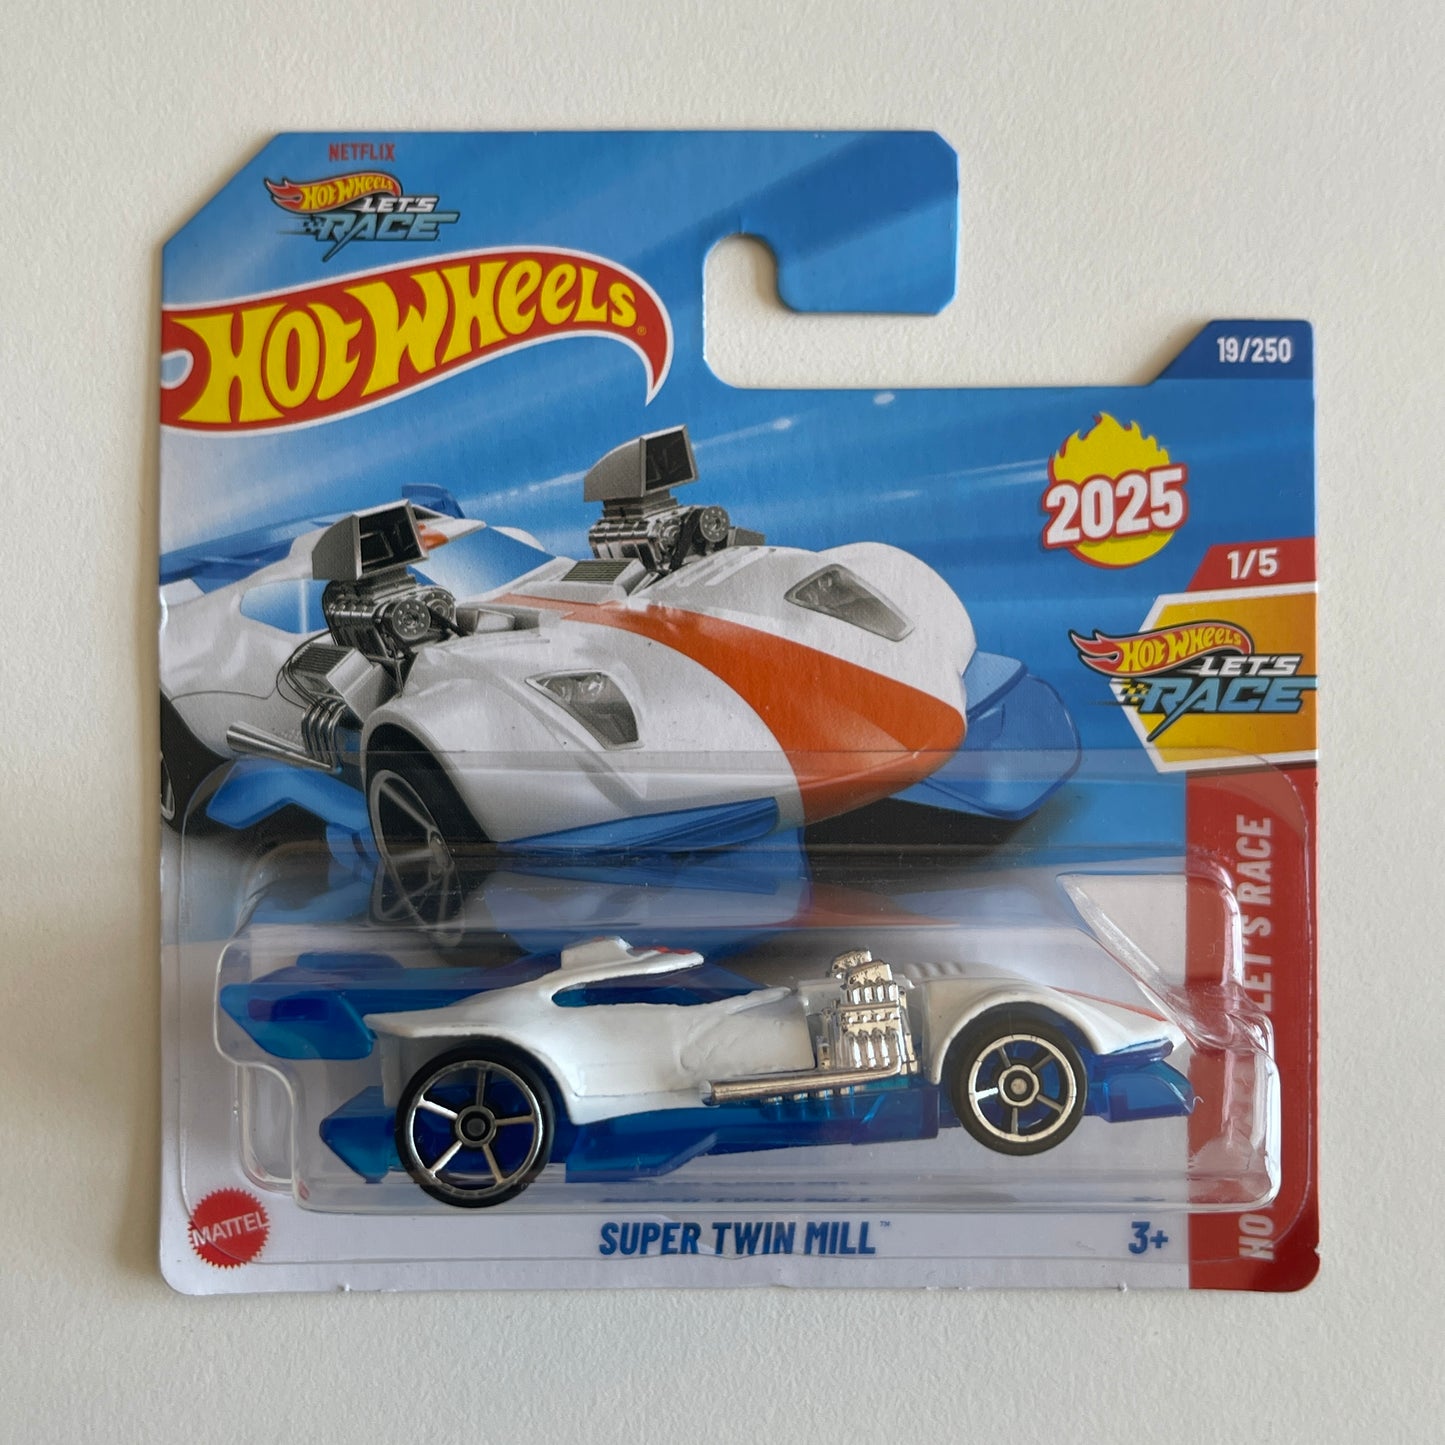 NETFLIX
HOT WHEELS
LET'S
RACE
HOT WHEELS®
19/250
2025
1/5
HOT WHEELS
LET'S
RACE
LET'S RACE
MATTEL
SUPER TWIN MILL™
3+